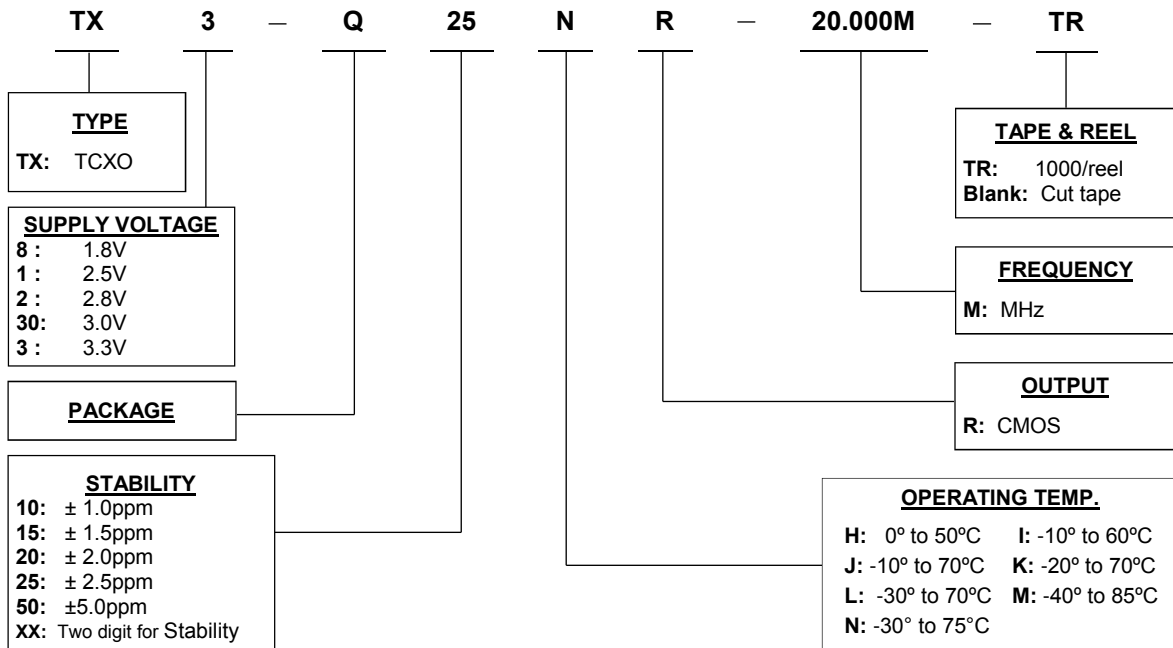 TX 3 – Q 25 N R – 20.000M – TR
TYPE
TX: TCXO
SUPPLY VOLTAGE
8 : 1.8V
1 : 2.5V
2 : 2.8V
30: 3.0V
3 : 3.3V
PACKAGE
STABILITY
10: ± 1.0ppm
15: ± 1.5ppm
20: ± 2.0ppm
25: ± 2.5ppm
50: ±5.0ppm
XX: Two digit for Stability
TAPE & REEL
TR: 1000/reel
Blank: Cut tape
FREQUENCY
M: MHz
OUTPUT
R: CMOS
OPERATING TEMP.
H: 0º to 50ºC I: -10º to 60ºC
J: -10º to 70ºC K: -20º to 70ºC
L: -30º to 70ºC M: -40º to 85ºC
N: -30° to 75°C